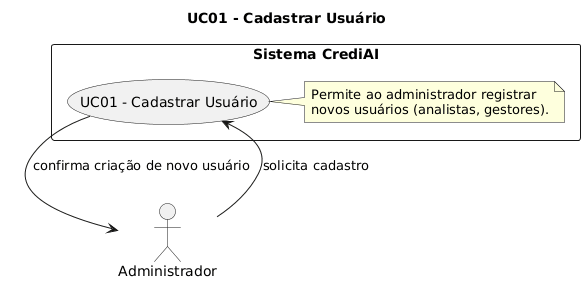 UC01 - Cadastrar Usuário
Sistema CrediAI
UC01 - Cadastrar Usuário
Permite ao administrador registrar
novos usuários (analistas, gestores).
confirma criação de novo usuário
solicita cadastro
Administrador